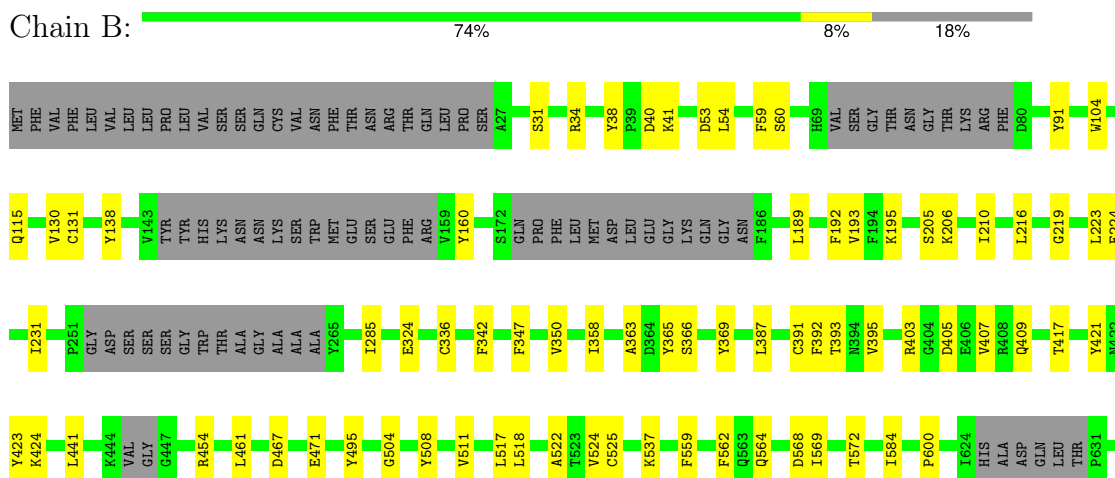 Chain B:
74% 8% 18%
MET PHE VAL PHE LEU VAL LEU LEU PRO LEU VAL SER SER GLN CYS VAL ASN PHE THR ASN ARG THR GLN LEU PRO SER A27 S31 R34 Y38 P39 D40 K41 D53 L54 F59 S60 H69 VAL SER GLY THR ASN GLY THR LYS ARG PHE D80 Y91 W104
Q115 V130 C131 Y138 V143 TYR TYR HIS LYS ASN ASN LYS SER TRP MET GLU SER GLU PHE ARG V159 Y160 S172 GLN PRO PHE LEU MET ASP LEU GLU GLY LYS GLN GLY ASN F186 L189 F192 V193 F194 K195 S205 K206 I210 L216 G219 L223 E224
I231 P251 GLY ASP SER SER SER GLY TRP THR ALA GLY ALA ALA ALA Y265 I285 E324 C336 F342 F347 V350 I358 A363 D364 Y365 S366 Y369 L387 C391 F392 T393 N394 V395 R403 G404 D405 E406 V407 R408 Q409 T417 Y421 N422
Y423 K424 L441 K444 VAL GLY G447 R454 L461 D467 E471 Y495 G504 Y508 V511 L517 L518 A522 T523 V524 C525 K537 F559 F562 Q563 Q564 D568 I569 T572 I584 P600 I624 HIS ALA ASP GLN LEU THR P631